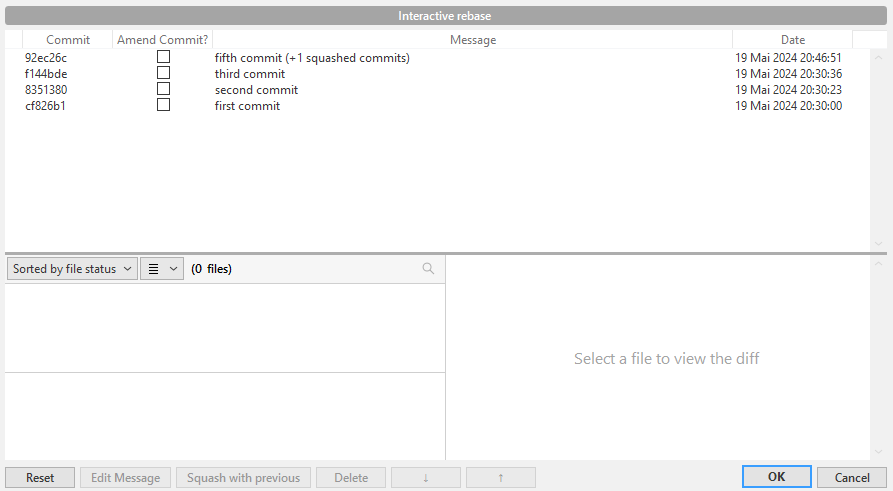 Interactive rebase
Commit Amend Commit? Message Date
92ec26c fifth commit (+1 squashed commits) 19 Mai 2024 20:46:51
f144bde third commit 19 Mai 2024 20:30:36
8351380 second commit 19 Mai 2024 20:30:23
cf826b1 first commit 19 Mai 2024 20:30:00
Sorted by file status (0 files)
Select a file to view the diff
Reset Edit Message Squash with previous Delete ↓ ↑ OK Cancel